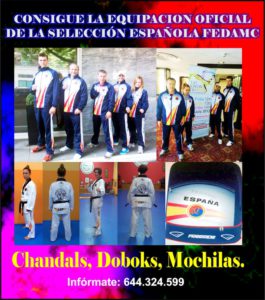 CONSIGUE LA EQUIPACION OFICIAL
DE LA SELECCIÓN ESPAÑOLA FEDAMC
ESPAÑA
Chandals, Doboks, Mochilas.
Infórmate: 644.324.599